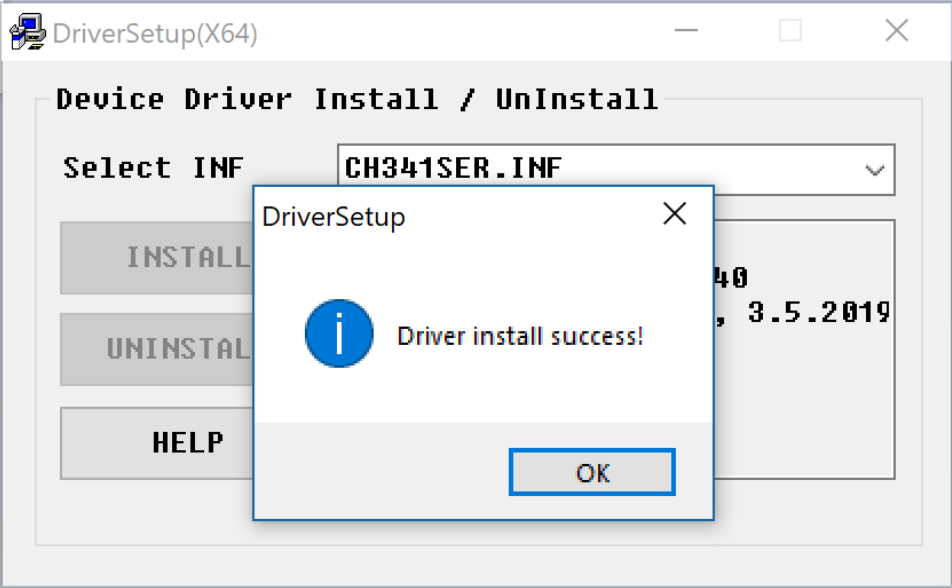 DriverSetup(X64)
Device Driver Install / UnInstall
Select INF
CH341SER.INF
INSTALL
UNINSTAL
HELP
40
, 3.5.2019
DriverSetup
Driver install success!
OK